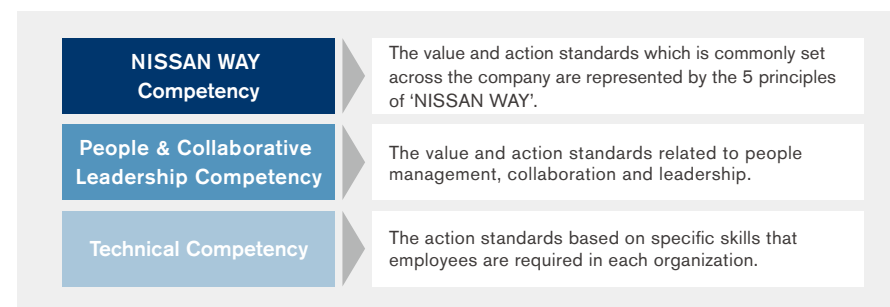 NISSAN WAY
Competency
The value and action standards which is commonly set
across the company are represented by the 5 principles
of ‘NISSAN WAY’.
People & Collaborative
Leadership Competency
The value and action standards related to people
management, collaboration and leadership.
Technical Competency
The action standards based on specific skills that
employees are required in each organization.